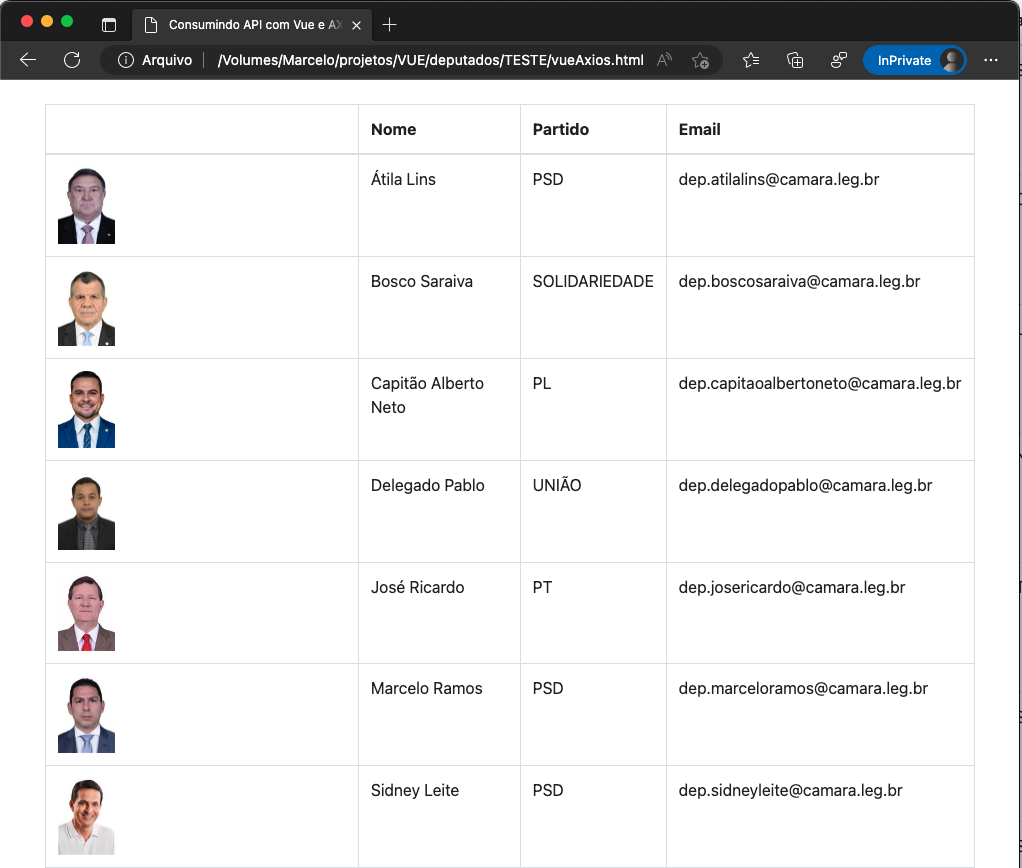 Consumindo API com Vue e AX
Arquivo /Volumes/Marcelo/projetos/VUE/deputados/TESTE/vueAxios.html InPrivate
Nome Partido Email
Átila Lins PSD dep.atilalins@camara.leg.br
Bosco Saraiva SOLIDARIEDADE dep.boscosaraiva@camara.leg.br
Capitão Alberto PL dep.capitaoalbertoneto@camara.leg.br
Neto
Delegado Pablo UNIÃO dep.delegadopablo@camara.leg.br
José Ricardo PT dep.josericardo@camara.leg.br
Marcelo Ramos PSD dep.marceloramos@camara.leg.br
Sidney Leite PSD dep.sidneyleite@camara.leg.br